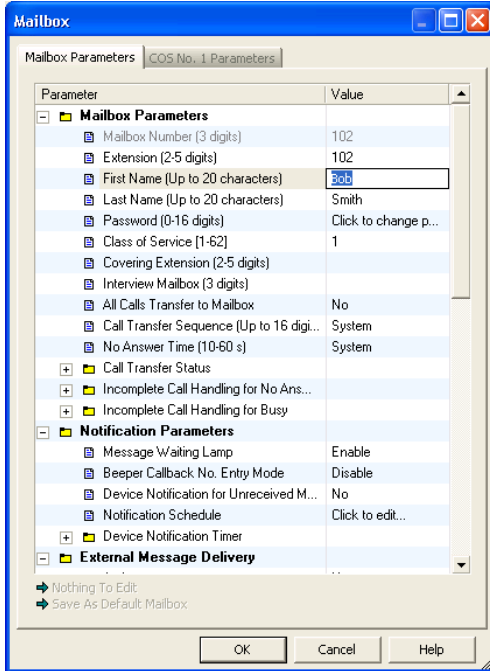 Mailbox
Mailbox Parameters COS No. 1 Parameters
Parameter Value
Mailbox Parameters
Mailbox Number (3 digits) 102
Extension (2-5 digits) 102
First Name (Up to 20 characters) Bob
Last Name (Up to 20 characters) Smith
Password (0-16 digits) Click to change p...
Class of Service [1-62] 1
Covering Extension (2-5 digits)
Interview Mailbox (3 digits)
All Calls Transfer to Mailbox No
Call Transfer Sequence (Up to 16 digi... System
No Answer Time (10-60 s) System
Call Transfer Status
Incomplete Call Handling for No Ans...
Incomplete Call Handling for Busy
Notification Parameters
Message Waiting Lamp Enable
Beeper Callback No. Entry Mode Disable
Device Notification for Unreceived M... No
Notification Schedule Click to edit...
Device Notification Timer
External Message Delivery
Nothing To Edit
Save As Default Mailbox
OK Cancel Help